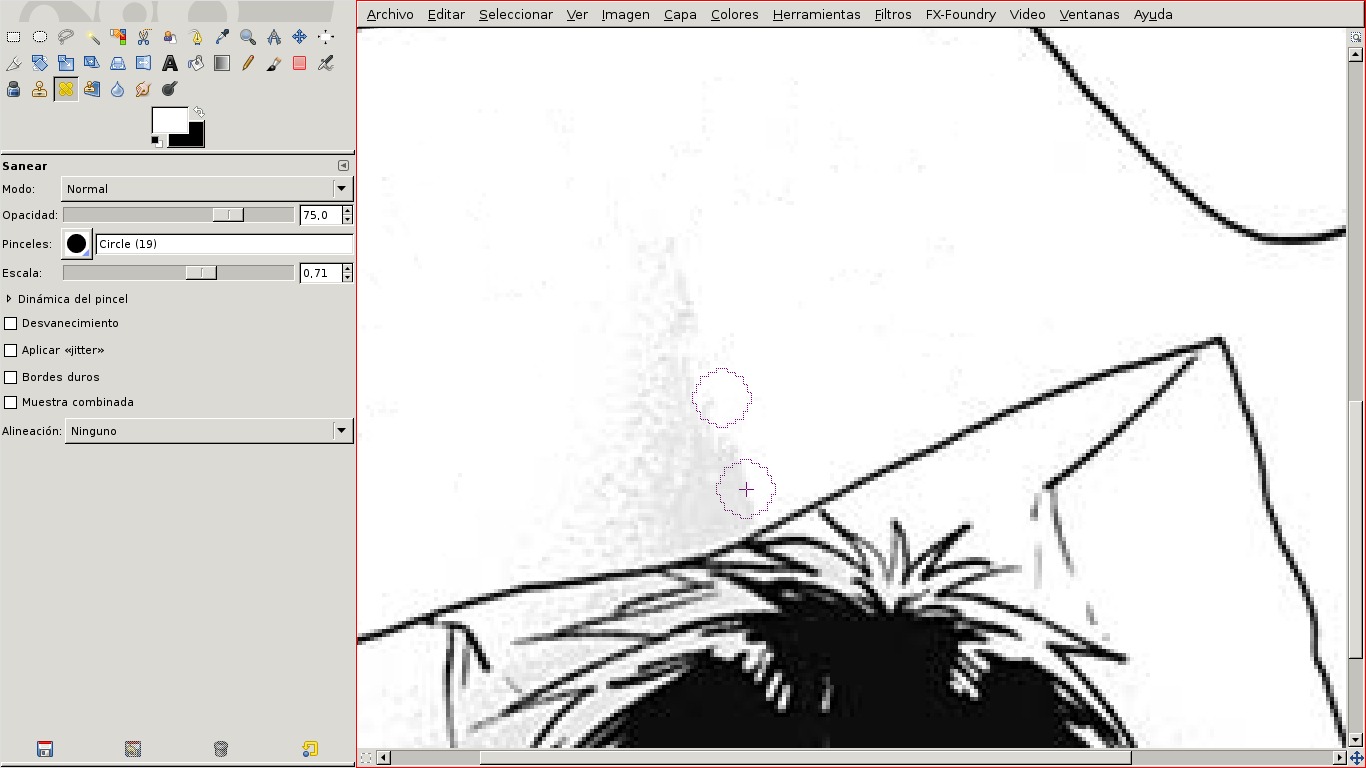 Archivo Editar Seleccionar Ver Imagen Capa Colores Herramientas Filtros FX-Foundry Video Ventanas Ayuda
Sanear
Modo: Normal
Opacidad: 75,0
Pinceles: Circle (19)
Escala: 0,71
Dinámica del pincel
Desvanecimiento
Aplicar «jitter»
Bordes duros
Muestra combinada
Alineación: Ninguno